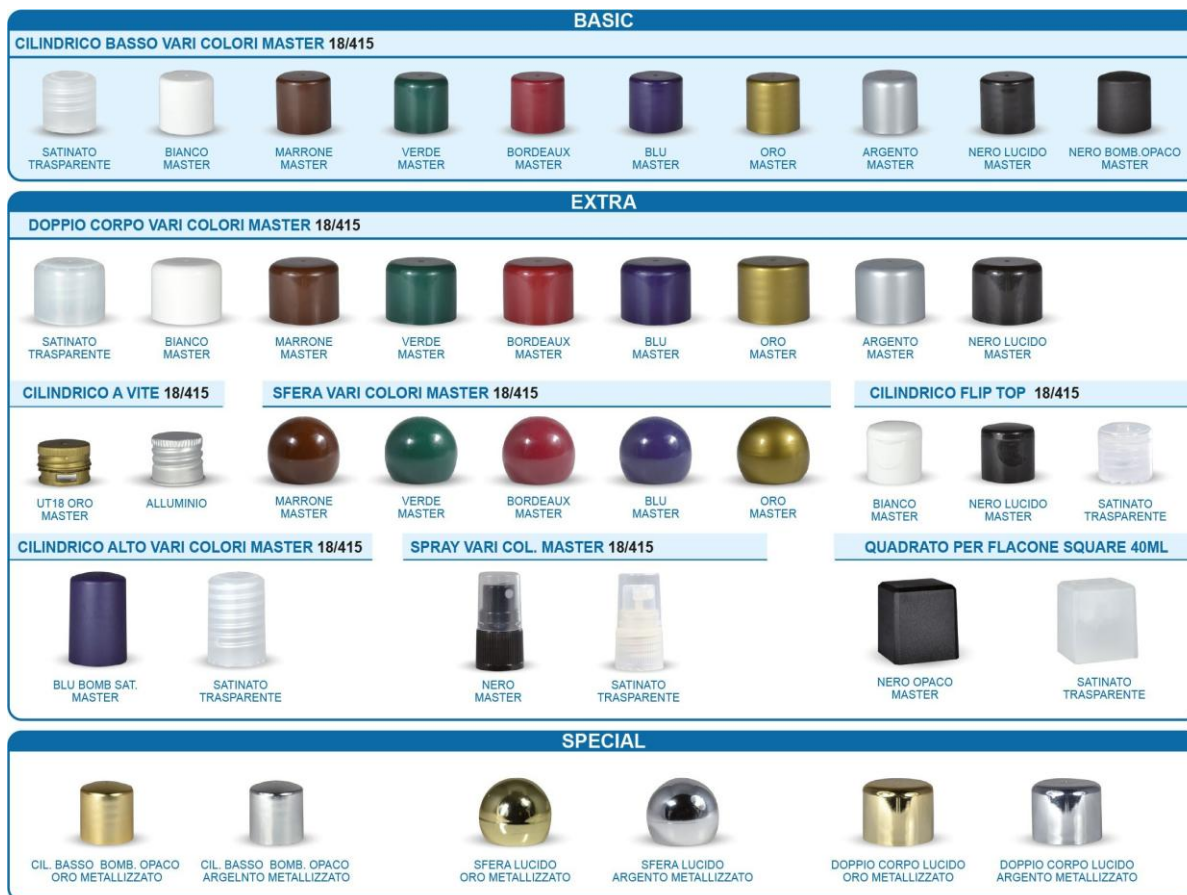 BASIC
CILINDRICO BASSO VARI COLORI MASTER 18/415
SATINATO
TRASPARENTE
BIANCO
MASTER
MARRONE
MASTER
VERDE
MASTER
BORDEAUX
MASTER
BLU
MASTER
ORO
MASTER
ARGENTO
MASTER
NERO LUCIDO
MASTER
NERO BOMB.OPACO
MASTER
EXTRA
DOPPIO CORPO VARI COLORI MASTER 18/415
SATINATO
TRASPARENTE
BIANCO
MASTER
MARRONE
MASTER
VERDE
MASTER
BORDEAUX
MASTER
BLU
MASTER
ORO
MASTER
ARGENTO
MASTER
NERO LUCIDO
MASTER
CILINDRICO A VITE 18/415
UT18 ORO
MASTER
ALLUMINIO
SFERA VARI COLORI MASTER 18/415
MARRONE
MASTER
VERDE
MASTER
BORDEAUX
MASTER
BLU
MASTER
ORO
MASTER
CILINDRICO FLIP TOP 18/415
BIANCO
MASTER
NERO LUCIDO
MASTER
SATINATO
TRASPARENTE
CILINDRICO ALTO VARI COLORI MASTER 18/415
BLU BOMB SAT.
MASTER
SATINATO
TRASPARENTE
SPRAY VARI COL. MASTER 18/415
NERO
MASTER
SATINATO
TRASPARENTE
QUADRATO PER FLACONE SQUARE 40ML
NERO OPACO
MASTER
SATINATO
TRASPARENTE
SPECIAL
CIL. BASSO BOMB. OPACO
ORO METALLIZZATO
CIL. BASSO BOMB. OPACO
ARGELNTO METALLIZZATO
SFERA LUCIDO
ORO METALLIZZATO
SFERA LUCIDO
ARGENTO METALLIZZATO
DOPPIO CORPO LUCIDO
ORO METALLIZZATO
DOPPIO CORPO LUCIDO
ARGENTO METALLIZZATO